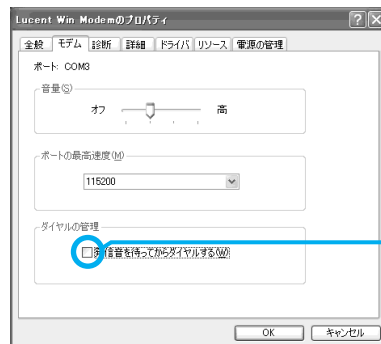 Lucent Win Modemのプロパティ
全般 モデム 診断 詳細 ドライバ リソース 電源の管理
ポート: COM3
音量(S)
オフ 高
ポートの最高速度(M)
115200
ダイヤルの管理
発信音を待ってからダイヤルする(W)
OK キャンセル